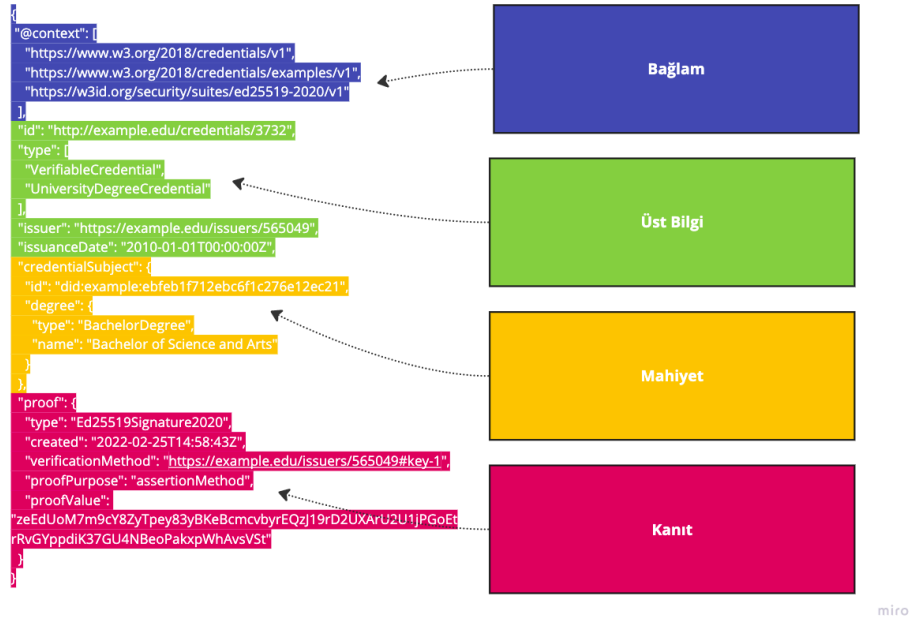 {
"@context": [
"https://www.w3.org/2018/credentials/v1",
"https://www.w3.org/2018/credentials/examples/v1",
"https://w3id.org/security/suites/ed25519-2020/v1"
],
"id": "http://example.edu/credentials/3732",
"type": [
"VerifiableCredential",
"UniversityDegreeCredential"
],
"issuer": "https://example.edu/issuers/565049",
"issuanceDate": "2010-01-01T00:00:00Z",
"credentialSubject": {
"id": "did:example:ebfeb1f712ebc6f1c276e12ec21",
"degree": {
"type": "BachelorDegree",
"name": "Bachelor of Science and Arts"
}
},
"proof": {
"type": "Ed25519Signature2020",
"created": "2022-02-25T14:58:43Z",
"verificationMethod": "https://example.edu/issuers/565049#key-1",
"proofPurpose": "assertionMethod",
"proofValue":
"zeEdUoM7m9cY8ZyTpey83yBKeBcmcvbyrEQzJ19rD2UXArU2U1jPGoEt
rRvGYppdiK37GU4NBeoPakxpWhAvsVSt"
}
}
Bağlam
Üst Bilgi
Mahiyet
Kanıt
miro